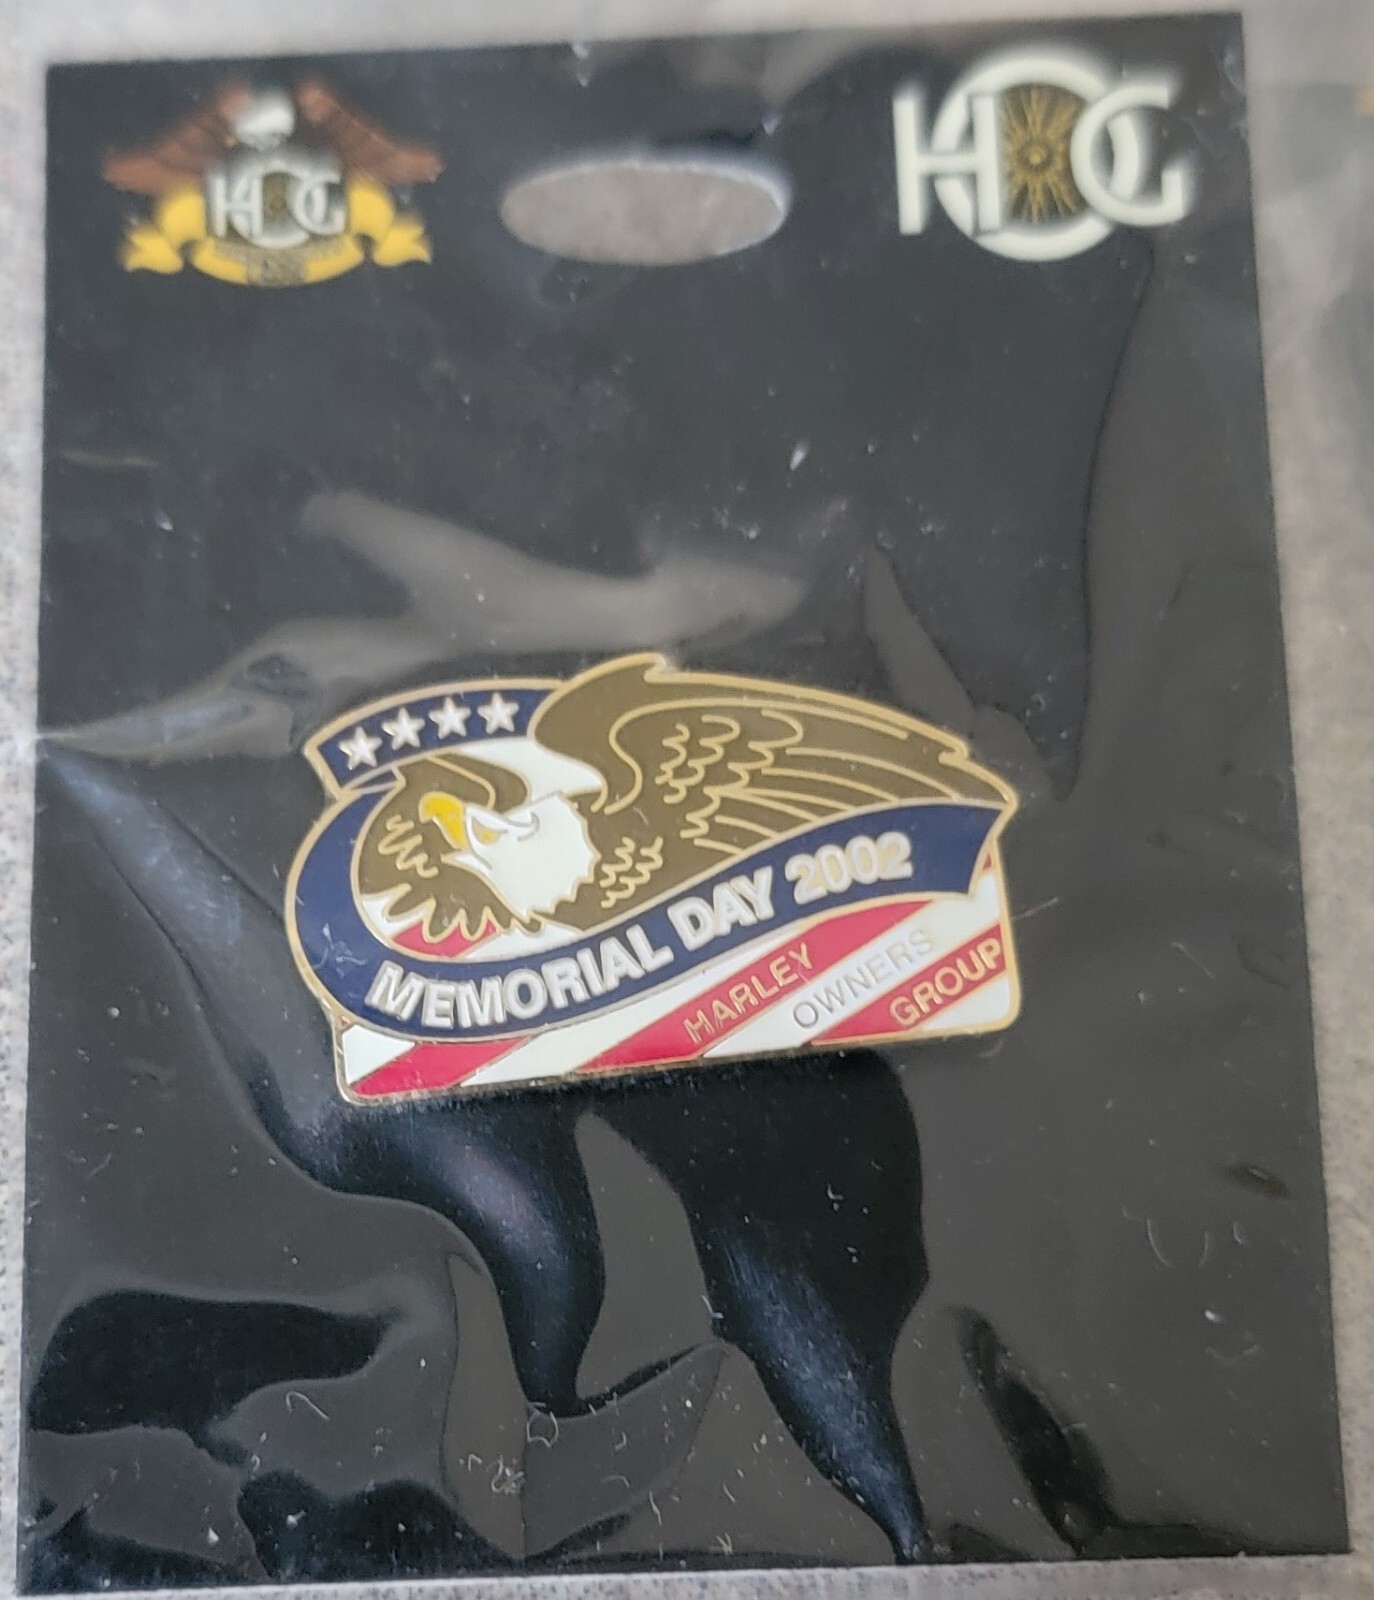 HOG
HOG
MEMORIAL DAY 2002
HARLEY
OWNERS
GROUP